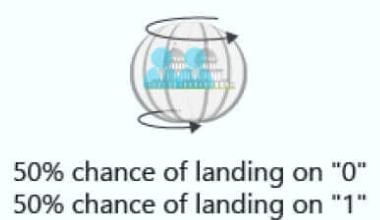 50% chance of landing on "0"
50% chance of landing on "1"